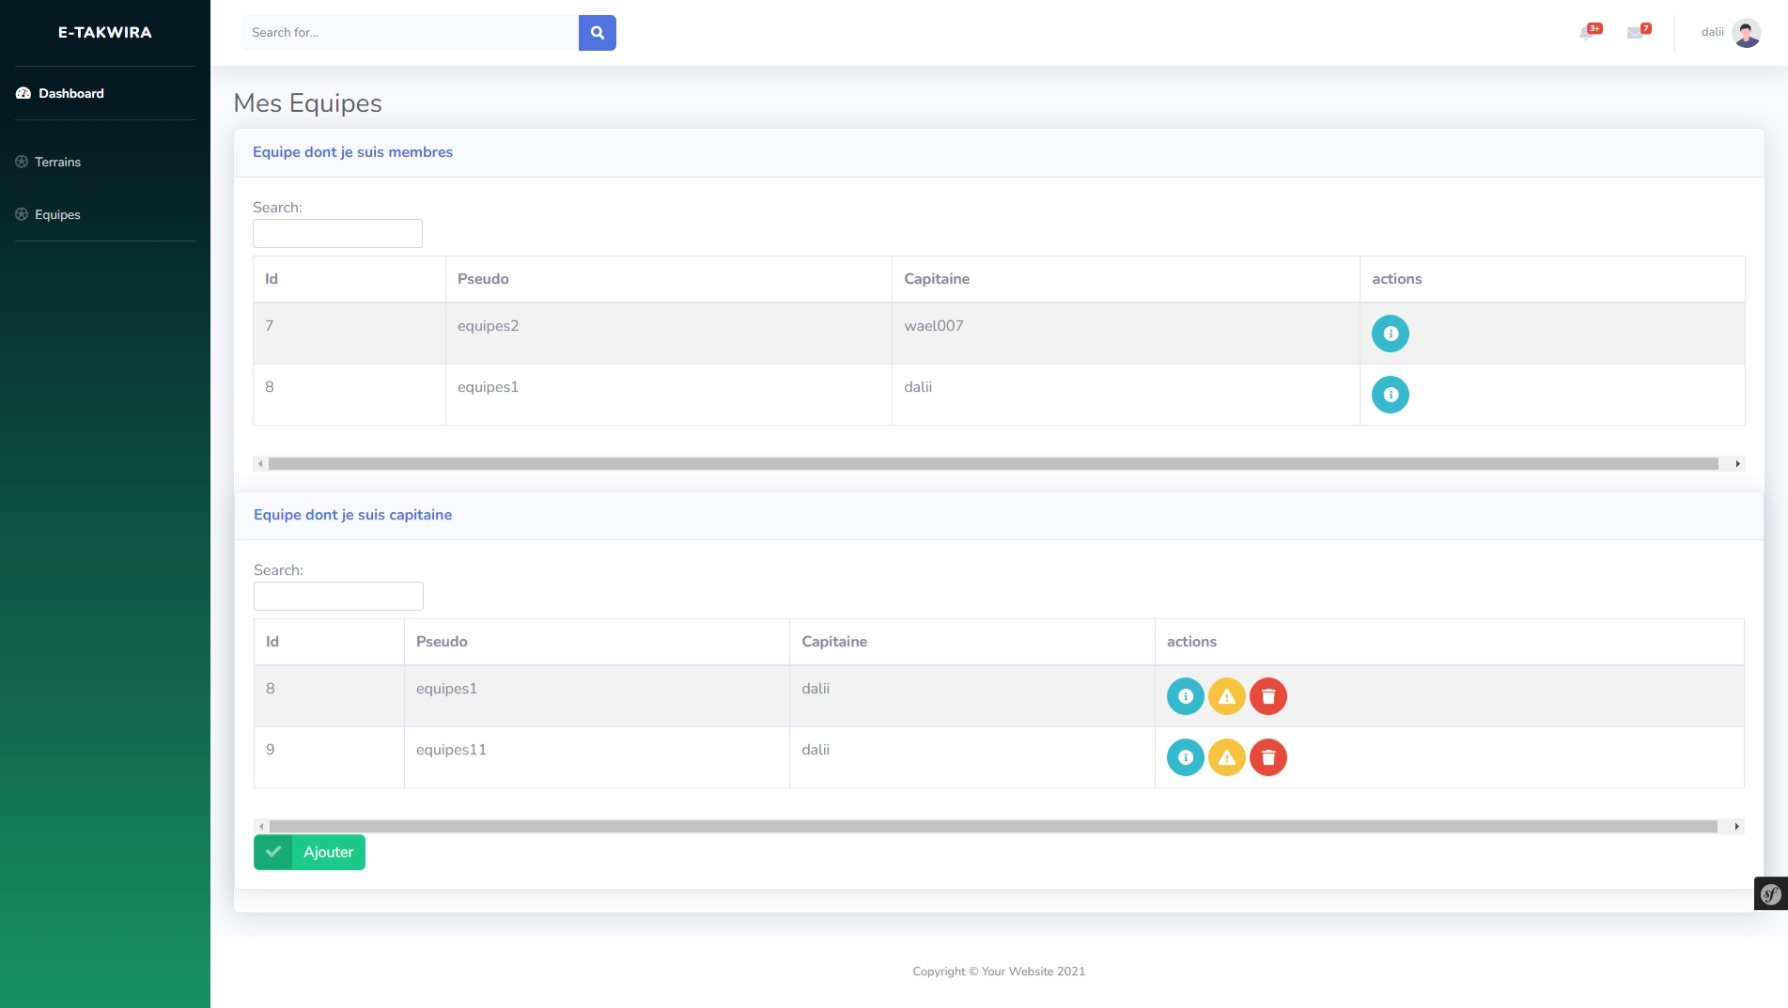 E-TAKWIRA
Search for...
3+
7
dalii
Dashboard
Terrains
Equipes
Mes Equipes
Equipe dont je suis membres
Search:
Id Pseudo Capitaine actions
7 equipes2 wael007
8 equipes1 dalii
Equipe dont je suis capitaine
Search:
Id Pseudo Capitaine actions
8 equipes1 dalii
9 equipes11 dalii
Ajouter
sf
Copyright © Your Website 2021